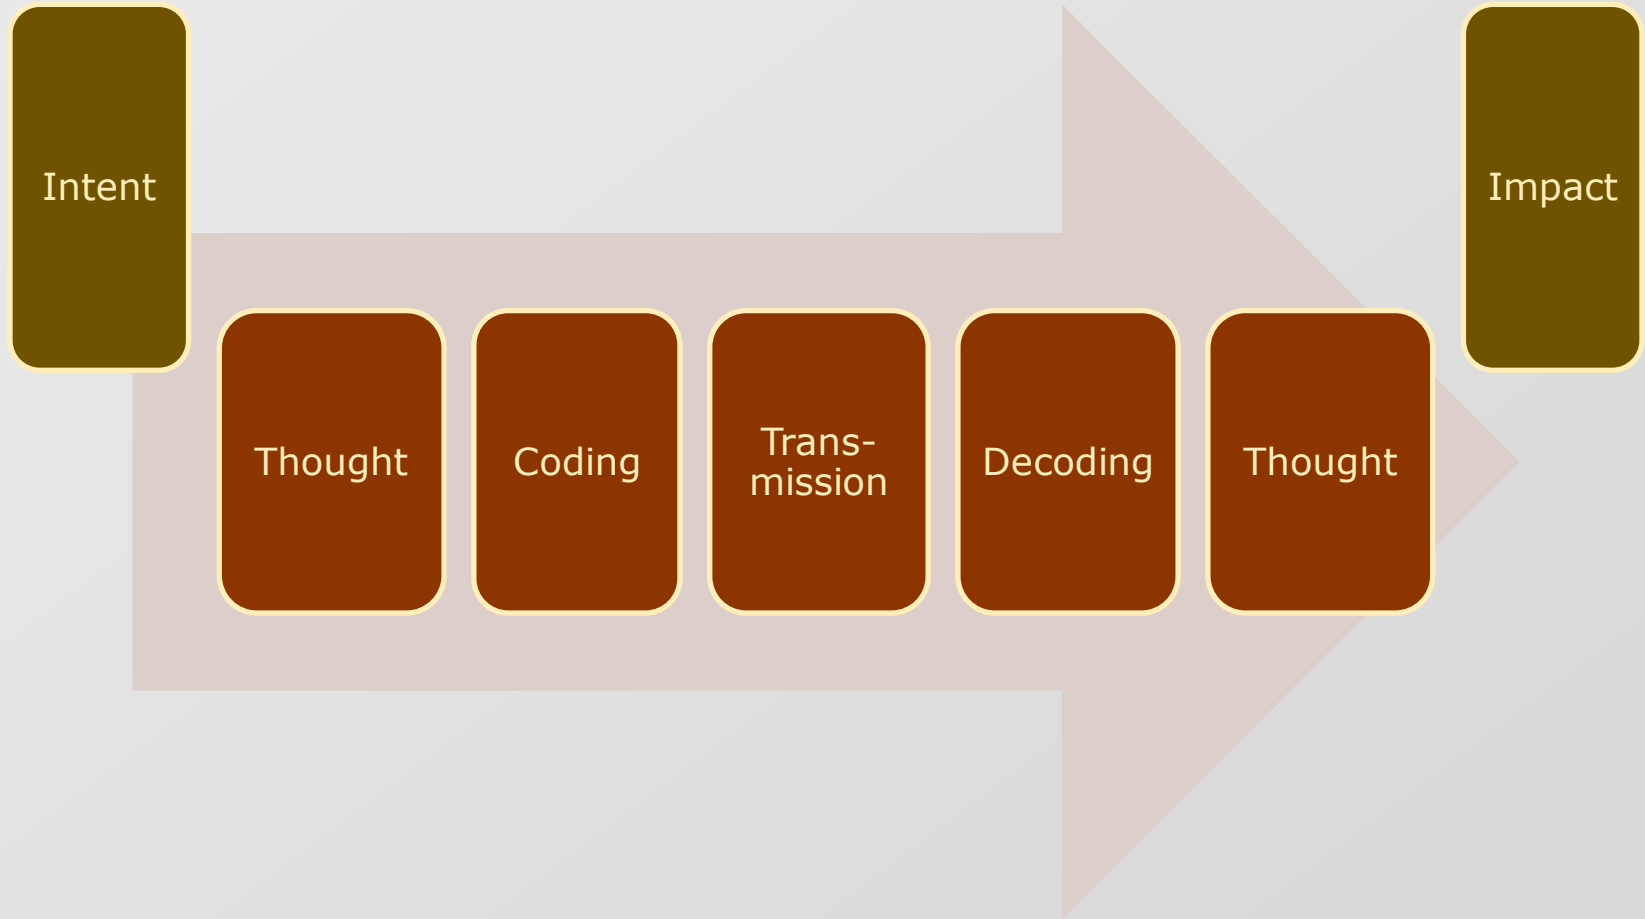 Intent
Impact
Thought
Coding
Trans-
mission
Decoding
Thought